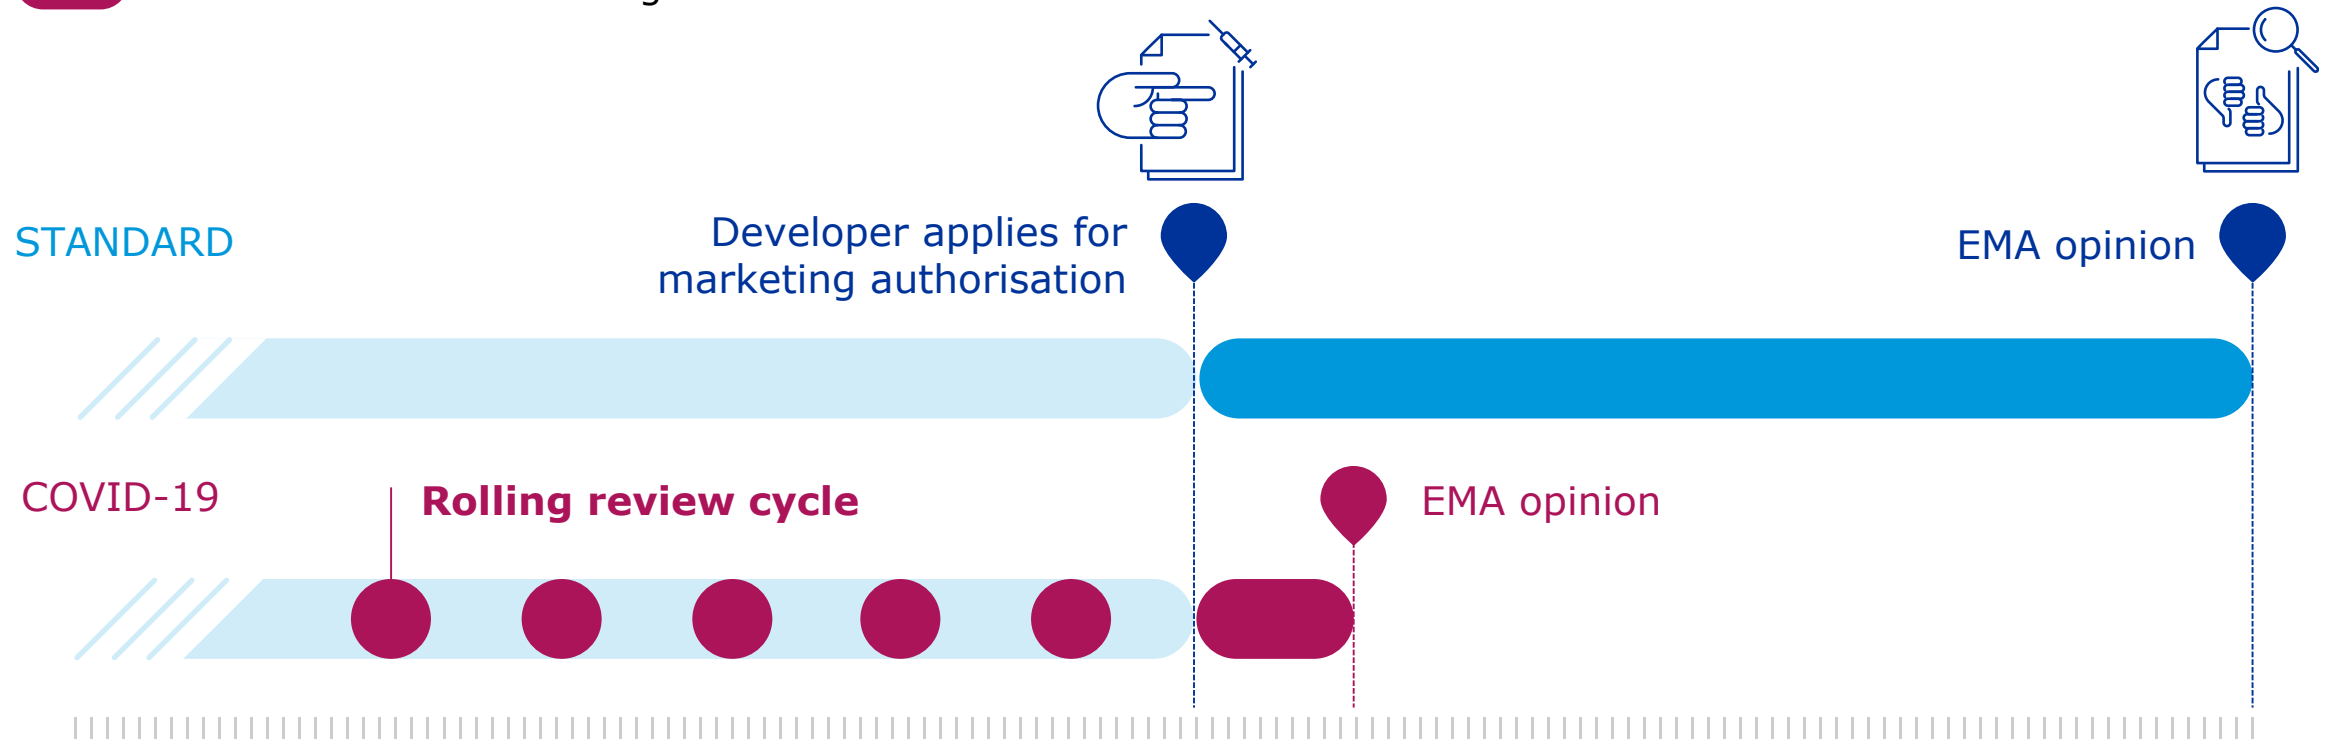 STANDARD
Developer applies for
marketing authorisation
EMA opinion
COVID-19
Rolling review cycle
EMA opinion